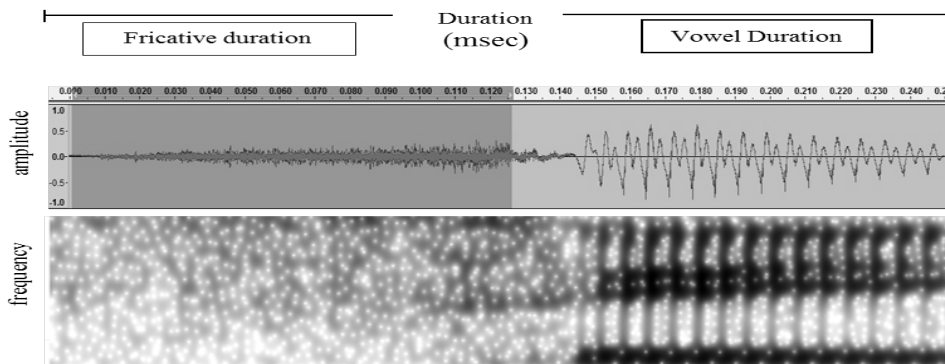 Duration
(msec)
Fricative duration
Vowel Duration
0.000 0.010 0.020 0.030 0.040 0.050 0.060 0.070 0.080 0.090 0.100 0.110 0.120 0.130 0.140 0.150 0.160 0.170 0.180 0.190 0.200 0.210 0.220 0.230 0.240
amplitude
1.0
0.5-
0.0
-0.5-
-1.0
frequency